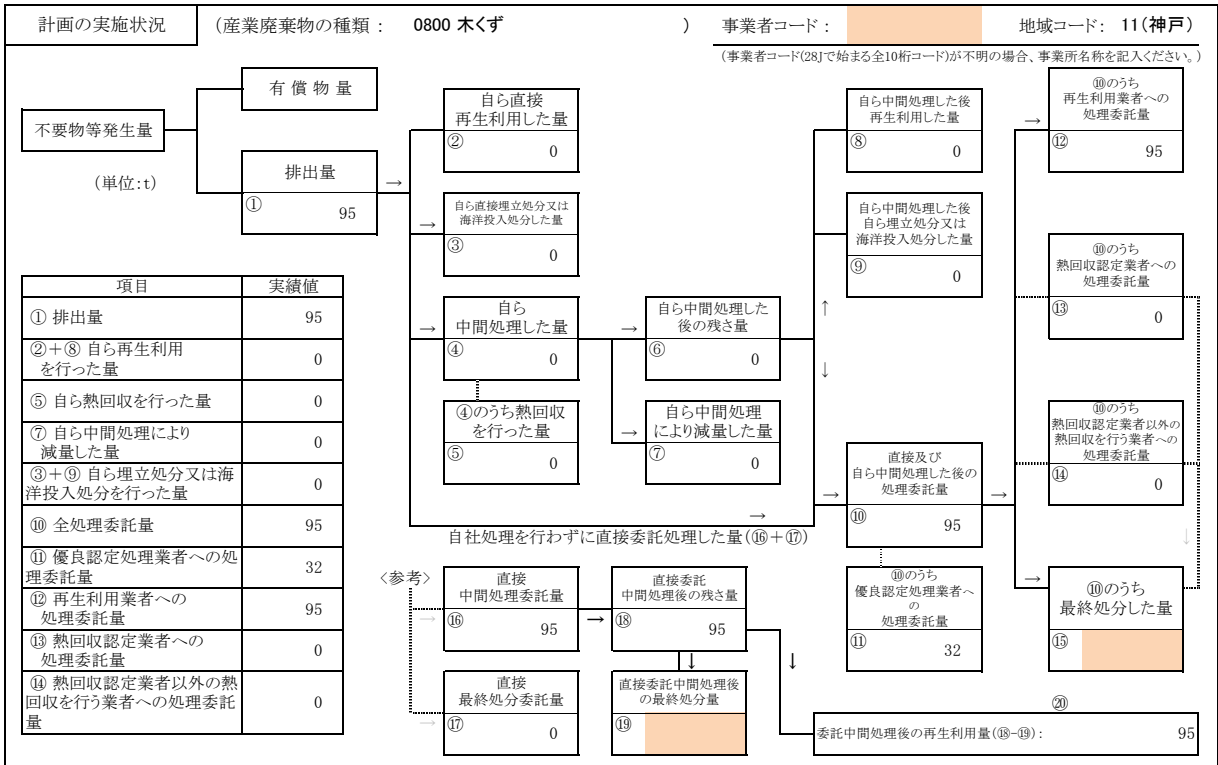 計画の実施状況 (産業廃棄物の種類 : 0800 木くず ) 事業者コード : 地域コード: 11(神戸)
(事業者コード(28Jで始まる全10桁コード)が不明の場合、事業所名称を記入ください。)
不要物等発生量
(単位:t)
有 償 物 量
排出量
→
① 95
自ら直接
再生利用した量
② 0
→
自ら直接埋立処分又は
海洋投入処分した量
③ 0
→
自ら
中間処理した量
④ 0
④のうち熱回収
を行った量
⑤ 0
→
自ら中間処理した
後の残さ量
⑥ 0
→
自ら中間処理
により減量した量
⑦ 0
自ら中間処理した後
再生利用した量
⑧ 0
自ら中間処理した後
自ら埋立処分又は
海洋投入処分した量
⑨ 0
↑
↓
→
直接及び
自ら中間処理した後の
処理委託量
⑩ 95
→
⑩のうち
優良認定処理業者へ
の
処理委託量
⑪ 32
→
⑩のうち
再生利用業者への
処理委託量
⑫ 95
⑩のうち
熱回収認定業者への
処理委託量
⑬ 0
⑩のうち
熱回収認定業者以外の
熱回収を行う業者への
処理委託量
⑭ 0
↓
→
⑩のうち
最終処分した量
⑮
項目 実績値
① 排出量 95
②+⑧ 自ら再生利用
を行った量 0
⑤ 自ら熱回収を行った量 0
⑦ 自ら中間処理により
減量した量 0
③+⑨ 自ら埋立処分又は海
洋投入処分を行った量 0
⑩ 全処理委託量 95
⑪ 優良認定処理業者への処
理委託量 32
⑫ 再生利用業者への
処理委託量 95
⑬ 熱回収認定業者への
処理委託量 0
⑭ 熱回収認定業者以外の熱
回収を行う業者への処理委託
量 0
→
自社処理を行わずに直接委託処理した量(⑯+⑰)
<参考>
→
直接
中間処理委託量
⑯ 95
→
直接委託
中間処理後の残さ量
⑱ 95
→
直接
最終処分委託量
⑰ 0
↓
直接委託中間処理後
の最終処分量
⑲
↓
⑳
委託中間処理後の再生利用量(⑱-⑲): 95